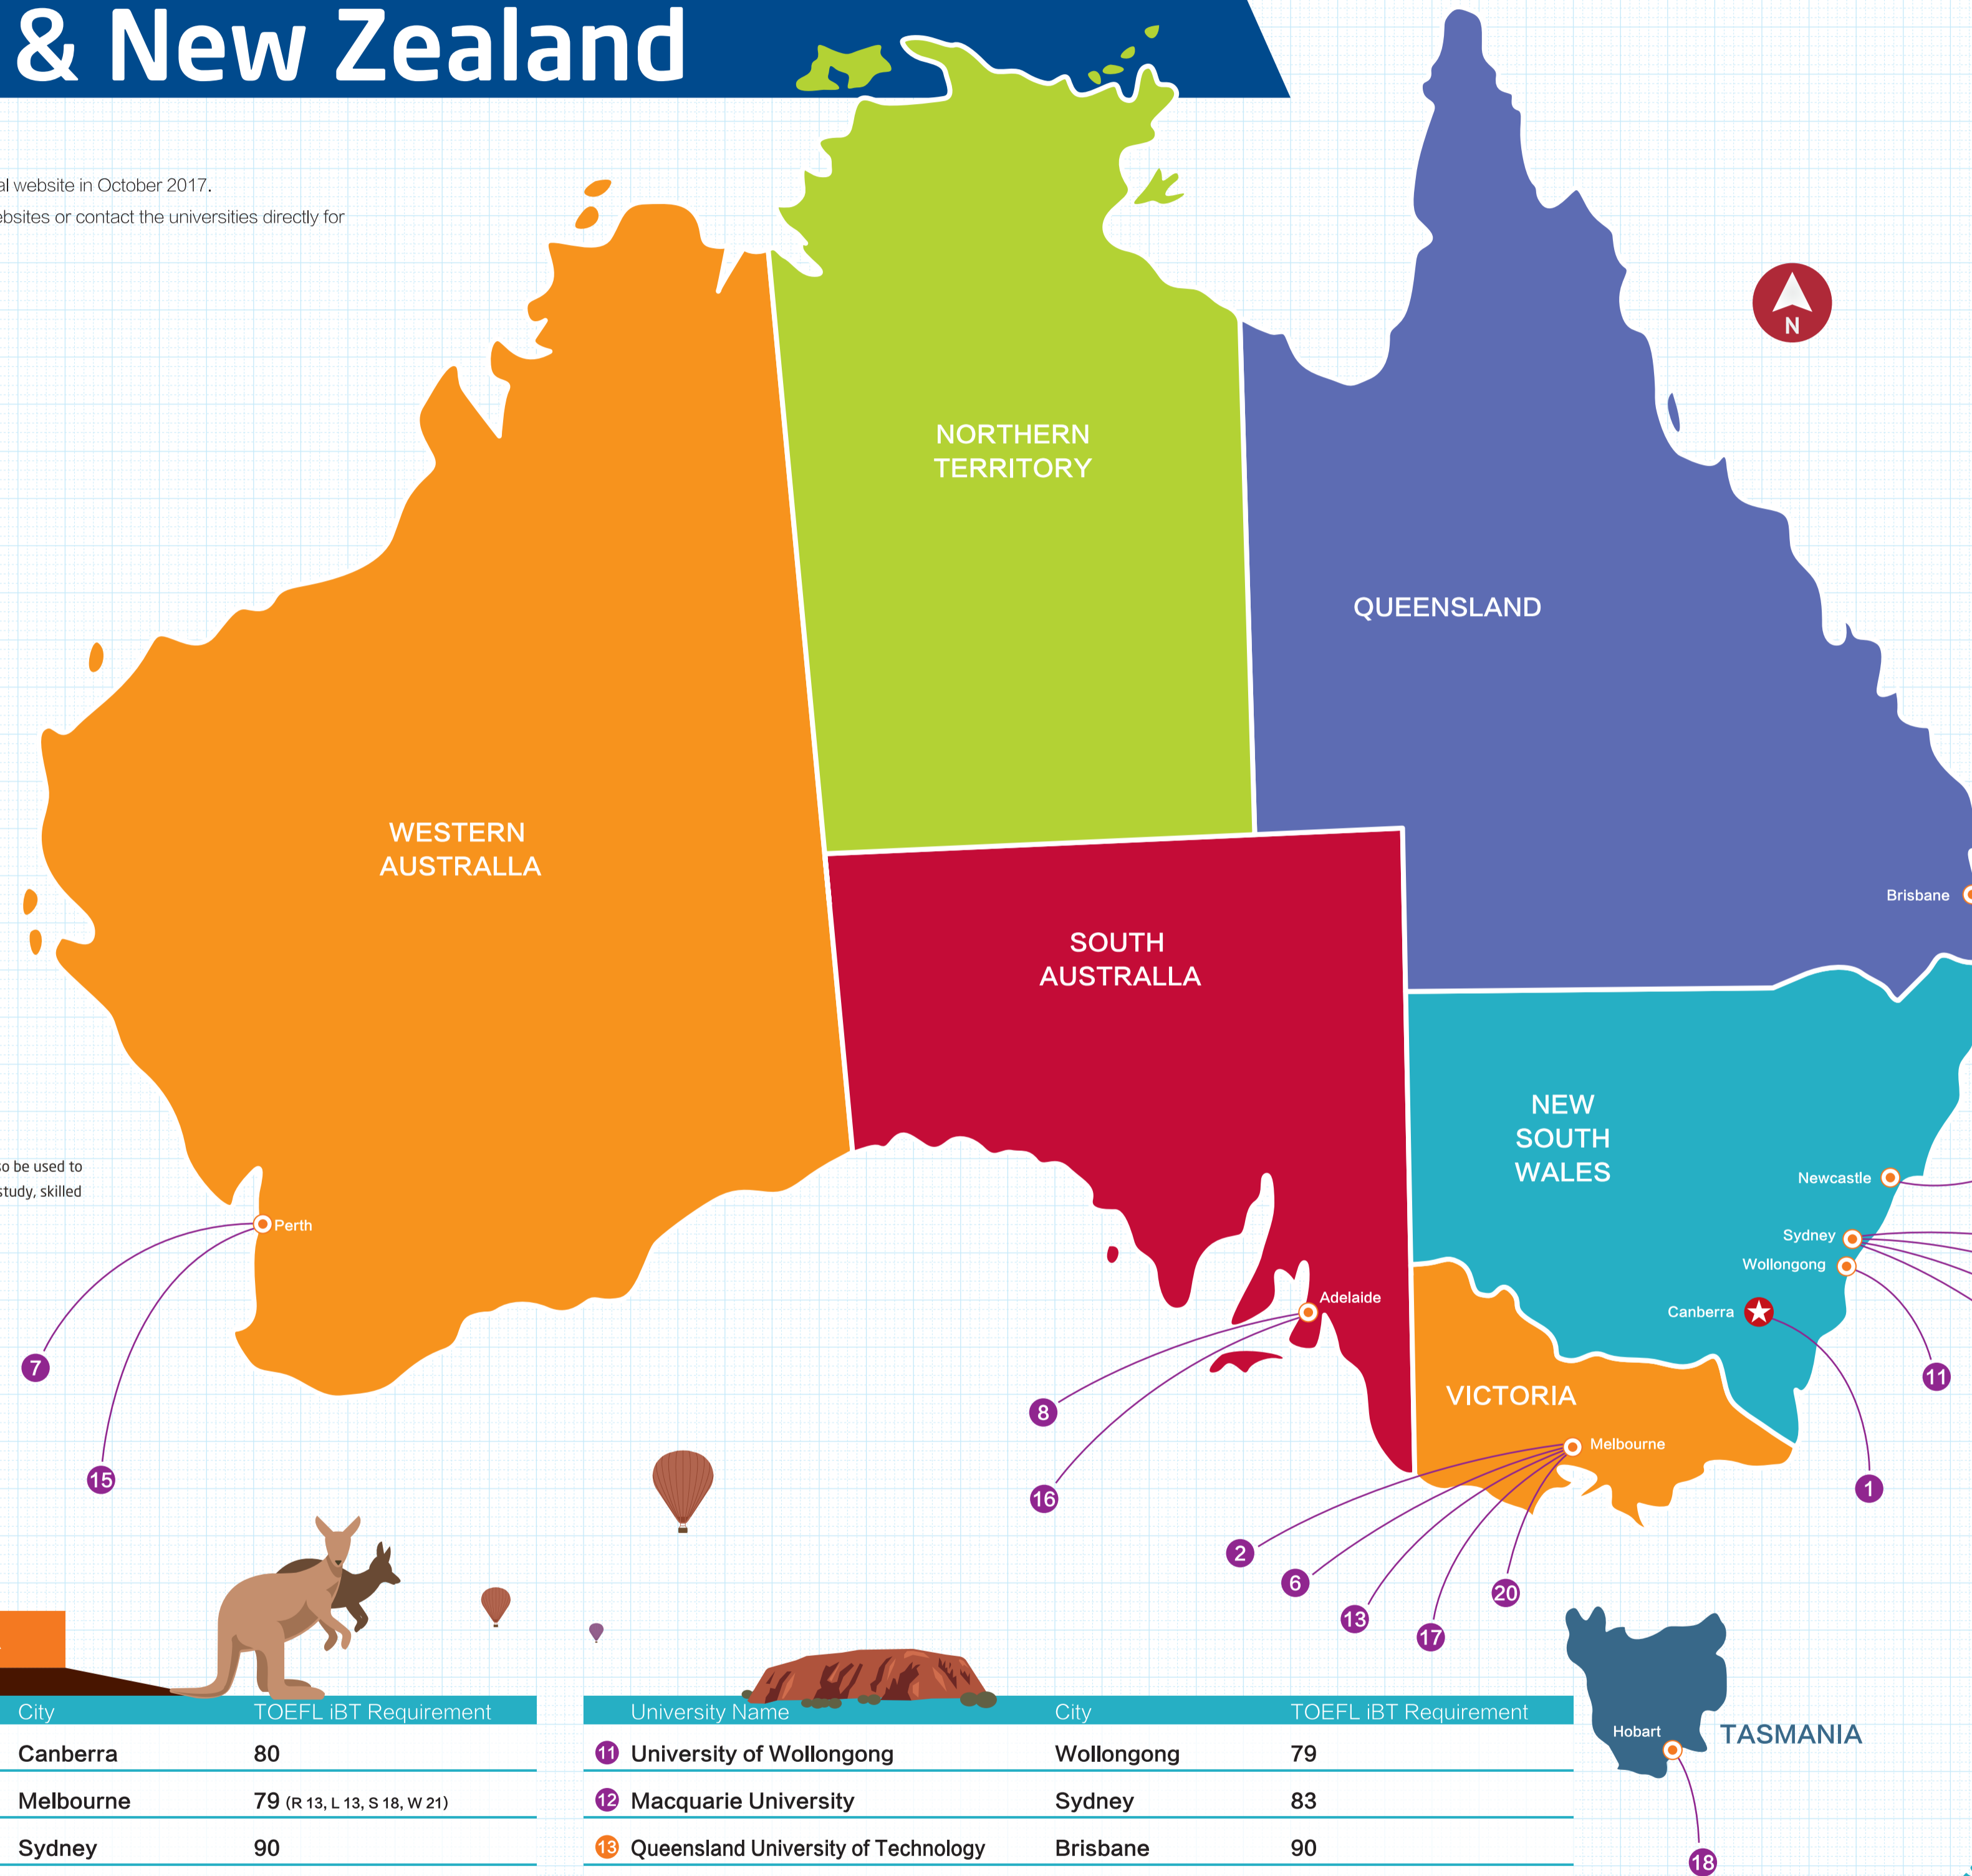 & New Zealand
al website in October 2017.
ebsites or contact the universities directly for
N
NORTHERN
TERRITORY
QUEENSLAND
WESTERN
AUSTRALLA
SOUTH
AUSTRALLA
Brisbane
NEW
SOUTH
WALES
so be used to
study, skilled
Newcastle
Perth
Sydney
Wollongong
Adelaide
Canberra
7
11
VICTORIA
8
Melbourne
15
16
1
2
6
20
13
17
City TOEFL iBT Requirement
Canberra 80
Melbourne 79 (R 13, L 13, S 18, W 21)
Sydney 90
University Name City TOEFL iBT Requirement
11 University of Wollongong Wollongong 79
12 Macquarie University Sydney 83
13 Queensland University of Technology Brisbane 90
Hobart
TASMANIA
18